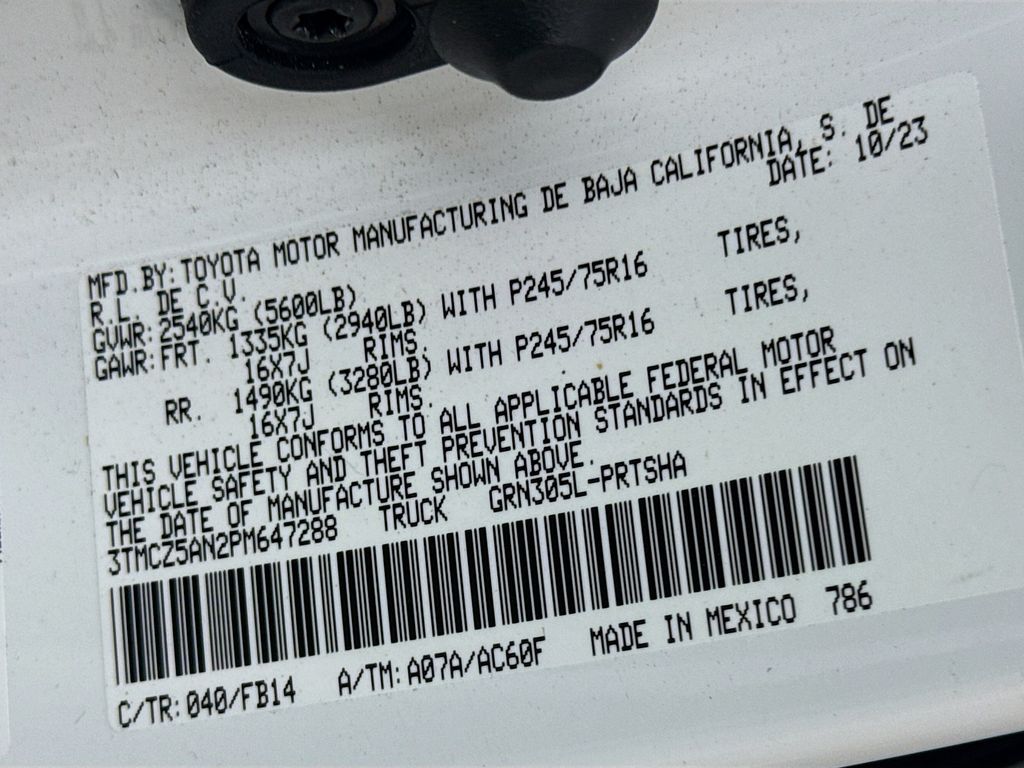 MFD.BY:TOYOTA MOTOR MANUFACTURING DE BAJA CALIFORNIA, S. DE
R.L. DE C.V. DATE: 10/23
GVWR:2540KG (5600LB)
GAWR:FRT. 1335KG (2940LB) WITH P245/75R16 TIRES,
16X7J RIMS.
RR. 1490KG (3280LB) WITH P245/75R16 TIRES,
16X7J RIMS.
THIS VEHICLE CONFORMS TO ALL APPLICABLE FEDERAL MOTOR
VEHICLE SAFETY AND THEFT PREVENTION STANDARDS IN EFFECT ON
THE DATE OF MANUFACTURE SHOWN ABOVE.
3TMCZ5AN2PM647288 TRUCK GRN305L-PRTSHA
C/TR:040/FB14 A/TM:A07A/AC60F MADE IN MEXICO 786